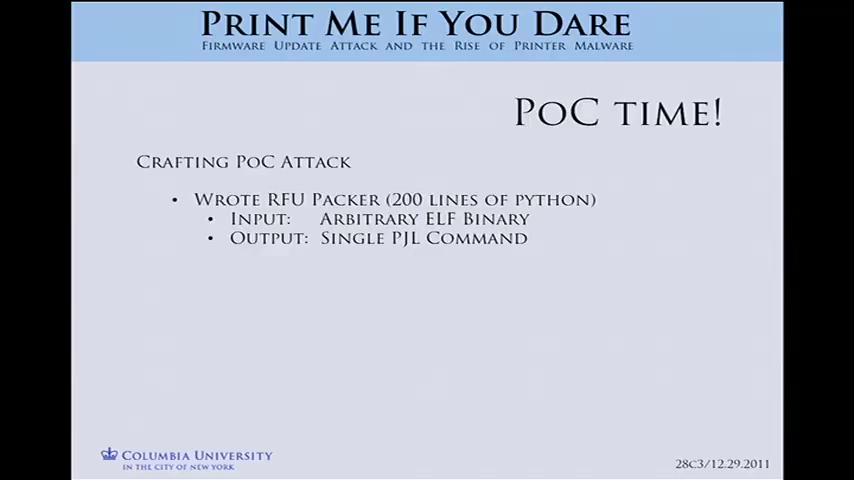 Print Me If You Dare
Firmware Update Attack and the Rise of Printer Malware
PoC time!
Crafting PoC Attack
• Wrote RFU Packer (200 lines of python)
• Input: Arbitrary ELF Binary
• Output: Single PJL Command
Columbia University
in the City of New York
28c3/12.29.2011